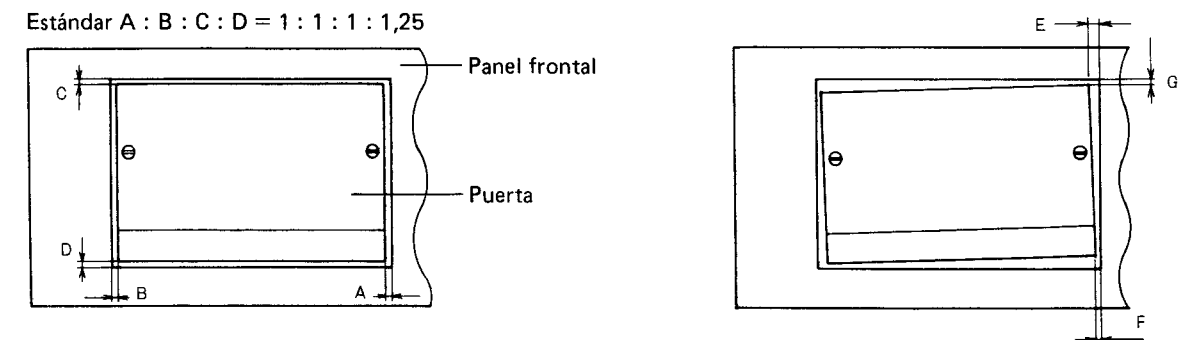 Estándar A : B : C : D = 1 : 1 : 1 : 1,25
Panel frontal
C
Puerta
D
B
A
E
G
F